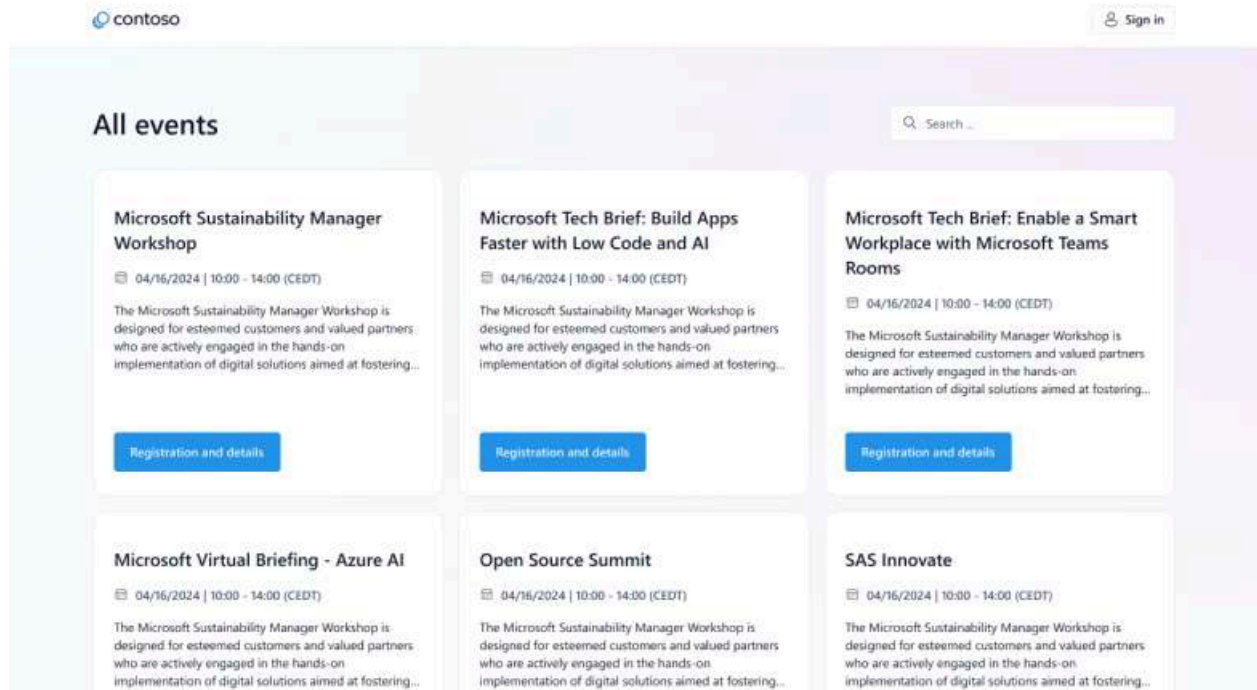 contoso
Sign in
All events
Search ...
Microsoft Sustainability Manager
Workshop
04/16/2024 | 10:00 - 14:00 (CEDT)
The Microsoft Sustainability Manager Workshop is
designed for esteemed customers and valued partners
who are actively engaged in the hands-on
implementation of digital solutions aimed at fostering...
Registration and details
Microsoft Tech Brief: Build Apps
Faster with Low Code and AI
04/16/2024 | 10:00 - 14:00 (CEDT)
The Microsoft Sustainability Manager Workshop is
designed for esteemed customers and valued partners
who are actively engaged in the hands-on
implementation of digital solutions aimed at fostering...
Registration and details
Microsoft Tech Brief: Enable a Smart
Workplace with Microsoft Teams
Rooms
04/16/2024 | 10:00 - 14:00 (CEDT)
The Microsoft Sustainability Manager Workshop is
designed for esteemed customers and valued partners
who are actively engaged in the hands-on
implementation of digital solutions aimed at fostering...
Registration and details
Microsoft Virtual Briefing - Azure AI
04/16/2024 | 10:00 - 14:00 (CEDT)
The Microsoft Sustainability Manager Workshop is
designed for esteemed customers and valued partners
who are actively engaged in the hands-on
implementation of digital solutions aimed at fostering...
Open Source Summit
04/16/2024 | 10:00 - 14:00 (CEDT)
The Microsoft Sustainability Manager Workshop is
designed for esteemed customers and valued partners
who are actively engaged in the hands-on
implementation of digital solutions aimed at fostering...
SAS Innovate
04/16/2024 | 10:00 - 14:00 (CEDT)
The Microsoft Sustainability Manager Workshop is
designed for esteemed customers and valued partners
who are actively engaged in the hands-on
implementation of digital solutions aimed at fostering...